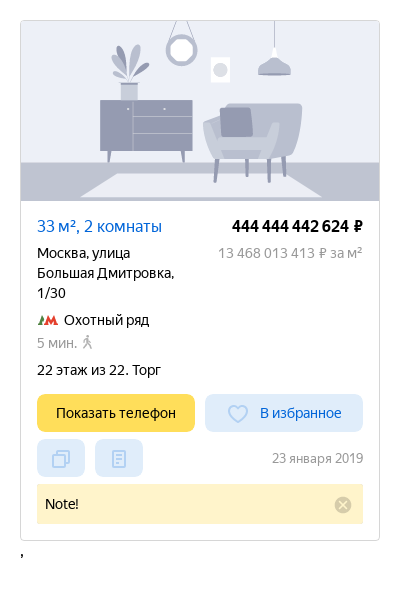 33 м², 2 комнаты
444 444 442 624 ₽
Москва, улица
Большая Дмитровка,
1/30
13 468 013 413 ₽ за м²
Охотный ряд
5 мин.
22 этаж из 22. Торг
Показать телефон
В избранное
23 января 2019
Note!
,